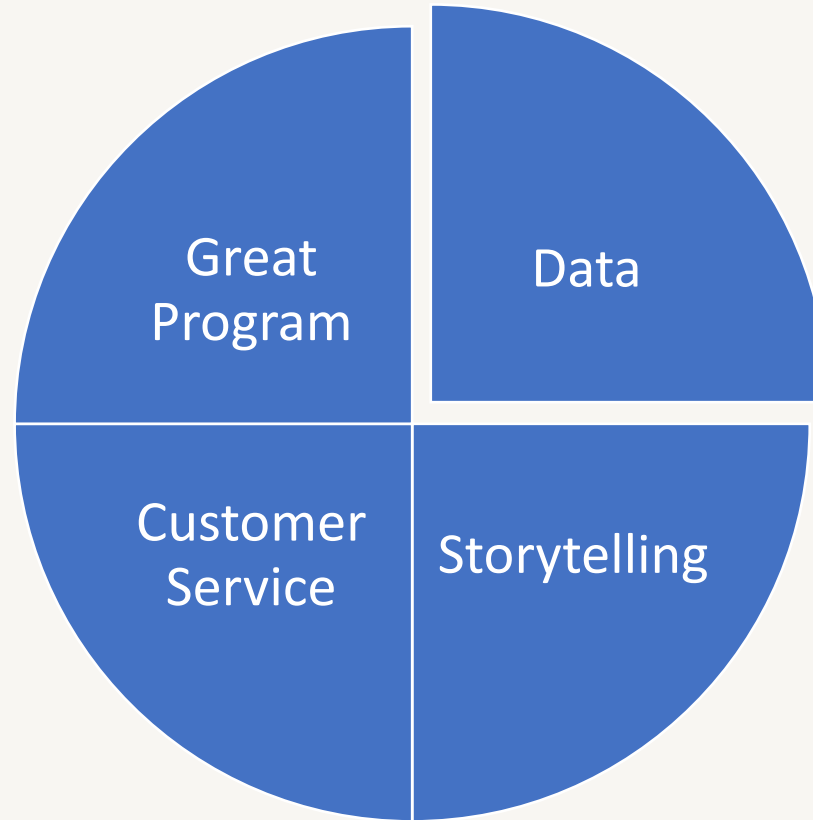 Great
Program
Data
Customer
Service
Storytelling